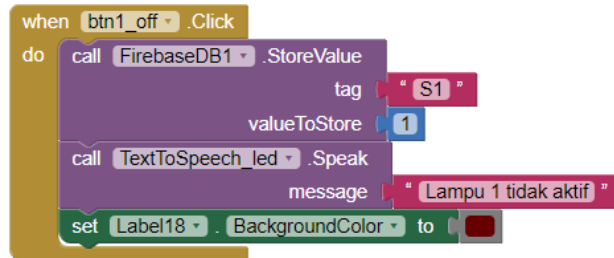 when btn1_off .Click
do call FirebaseDB1 .StoreValue
tag " S1 "
valueToStore 1
call TextToSpeech_led .Speak
message " Lampu 1 tidak aktif "
set Label18 . BackgroundColor to